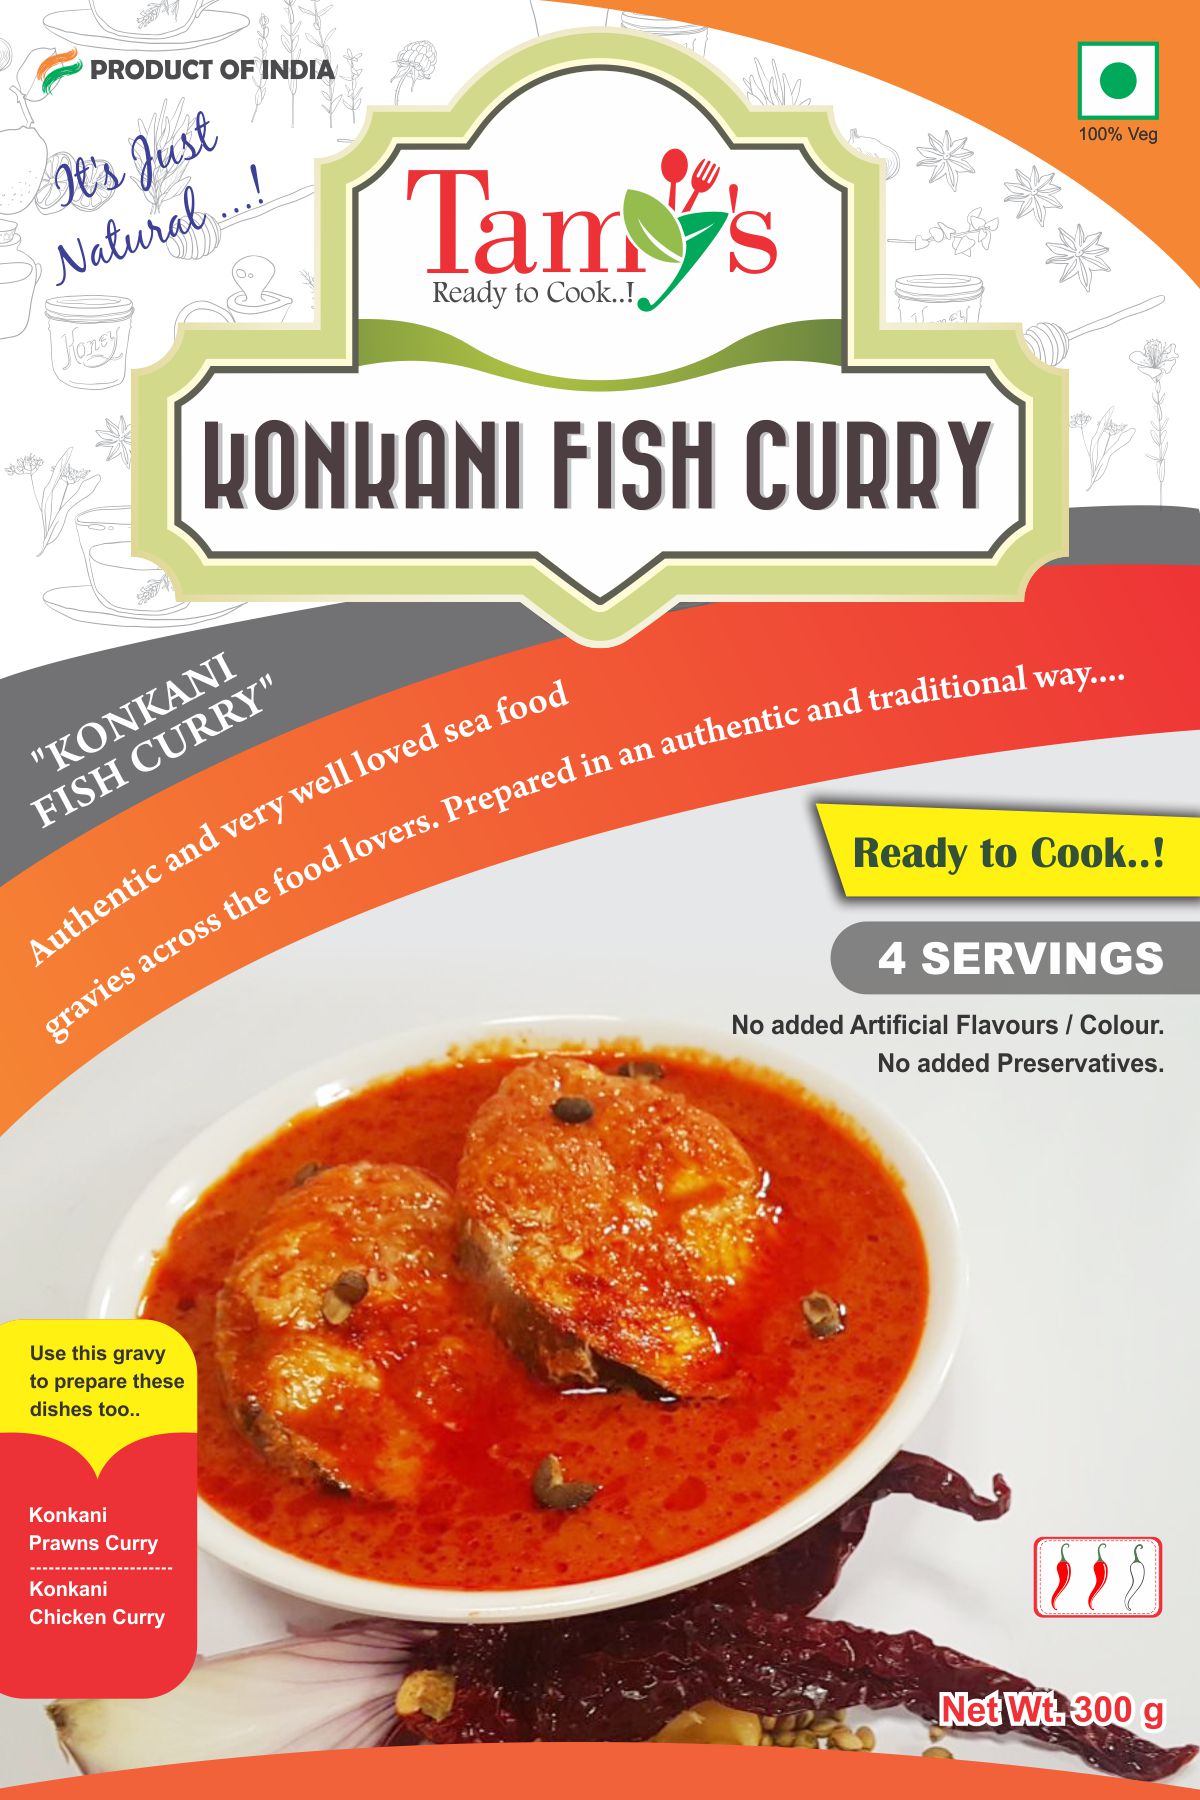 PRODUCT OF INDIA
100% Veg
It's Just
Natural ...!
Tamy's
Ready to Cook..!
Honey
Honey
KONKANI FISH CURRY
"KONKANI
FISH CURRY"
Authentic and very well loved sea food
gravies across the food lovers. Prepared in an authentic and traditional way....
Ready to Cook..!
4 SERVINGS
No added Artificial Flavours / Colour.
No added Preservatives.
Use this gravy
to prepare these
dishes too..
Konkani
Prawns Curry
Konkani
Chicken Curry
Net Wt. 300 g